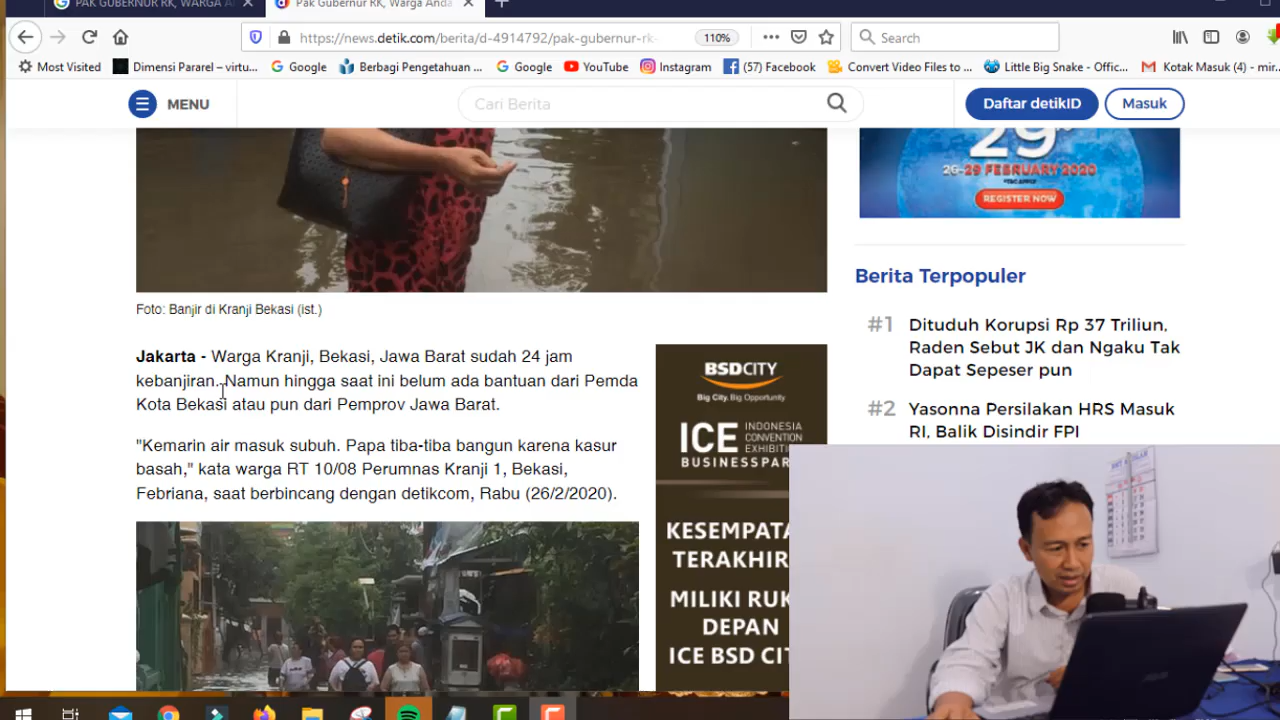 PAK GUBERNUR RK, WARGA A
Pak Gubernur RK, Warga Anda
https://news.detik.com/berita/d-4914792/pak-gubernur-rk-
110%
Search
Most Visited
Dimensi Pararel – virtu...
Google
Berbagi Pengetahuan ...
Google
YouTube
Instagram
(57) Facebook
Convert Video Files to ...
Little Big Snake - Offic...
Kotak Masuk (4) - mir
MENU
Cari Berita
Daftar detikID
Masuk
29
26-29 FEBRUARY 2020
REGISTER NOW
Foto: Banjir di Kranji Bekasi (ist.)
Jakarta - Warga Kranji, Bekasi, Jawa Barat sudah 24 jam
kebanjiran. Namun hingga saat ini belum ada bantuan dari Pemda
Kota Bekasi atau pun dari Pemprov Jawa Barat.
"Kemarin air masuk subuh. Papa tiba-tiba bangun karena kasur
basah," kata warga RT 10/08 Perumnas Kranji 1, Bekasi,
Febriana, saat berbincang dengan detikcom, Rabu (26/2/2020).
BSDCITY
Big City, Big Opportunity
ICE INDONESIA
CONVENTION
EXHIBITION
BUSINESSPAR
KESEMPATA
TERAKHIR
MILIKI RUK
DEPAN
ICE BSD CIT
Berita Terpopuler
#1 Dituduh Korupsi Rp 37 Triliun,
Raden Sebut JK dan Ngaku Tak
Dapat Sepeser pun
#2 Yasonna Persilakan HRS Masuk
RI, Balik Disindir FPI